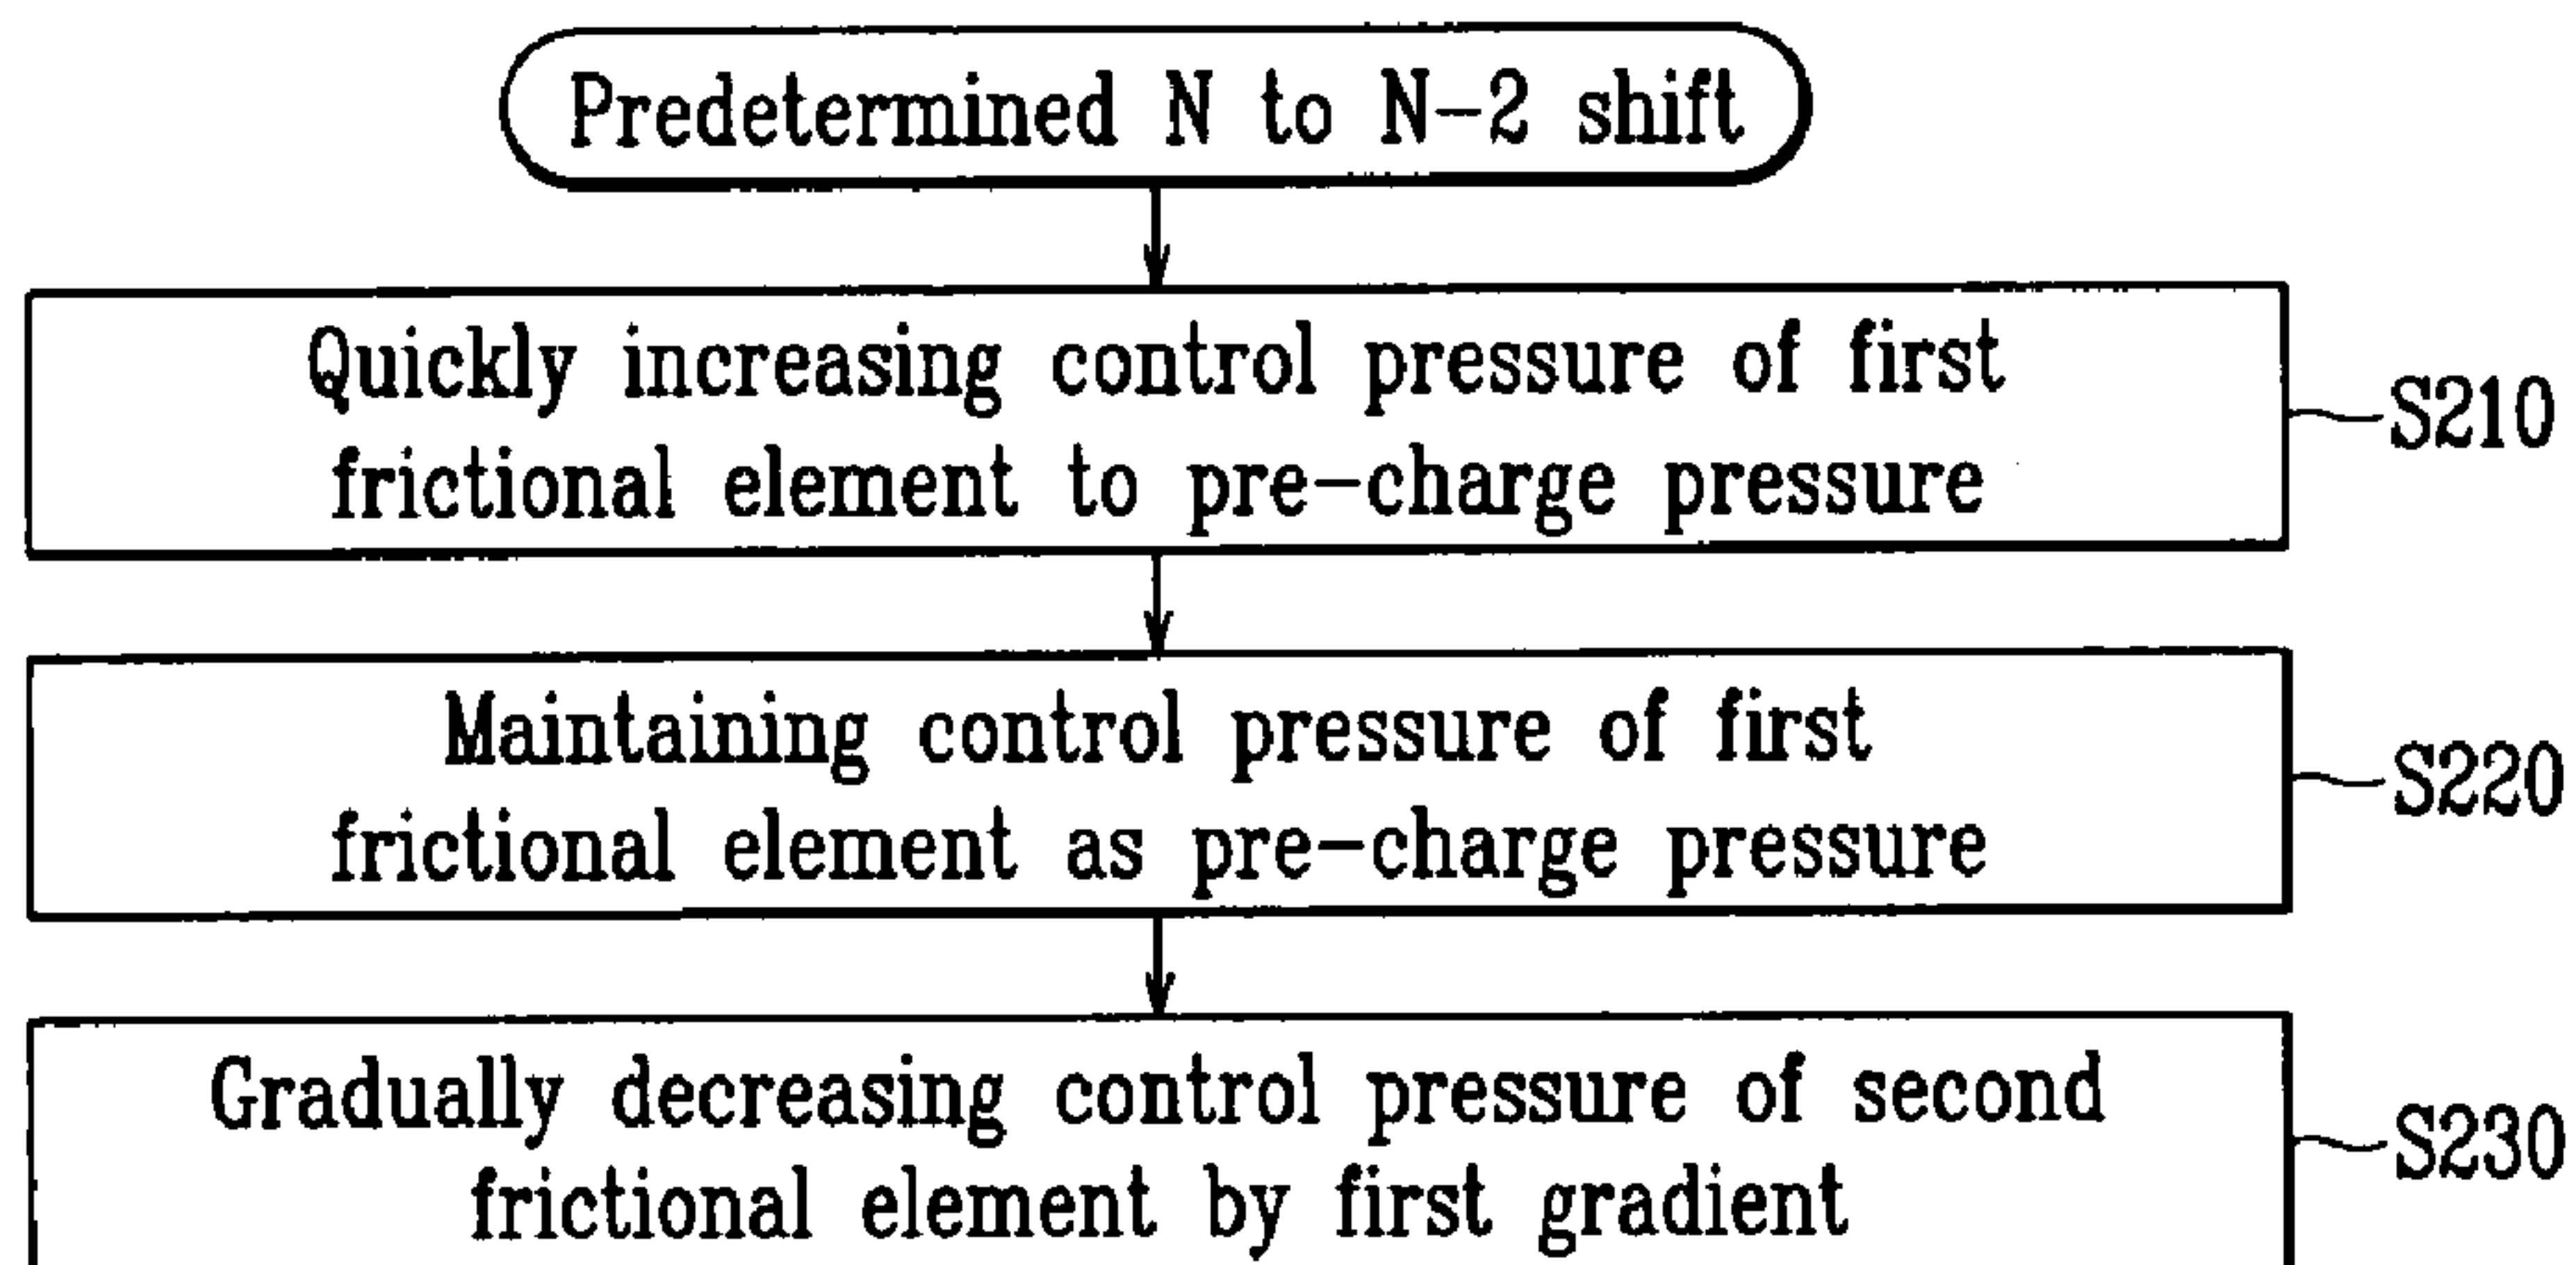 Predetermined N to N-2 shift
Quickly increasing control pressure of first
frictional element to pre-charge pressure
S210
Maintaining control pressure of first
frictional element as pre-charge pressure
S220
Gradually decreasing control pressure of second
frictional element by first gradient
S230